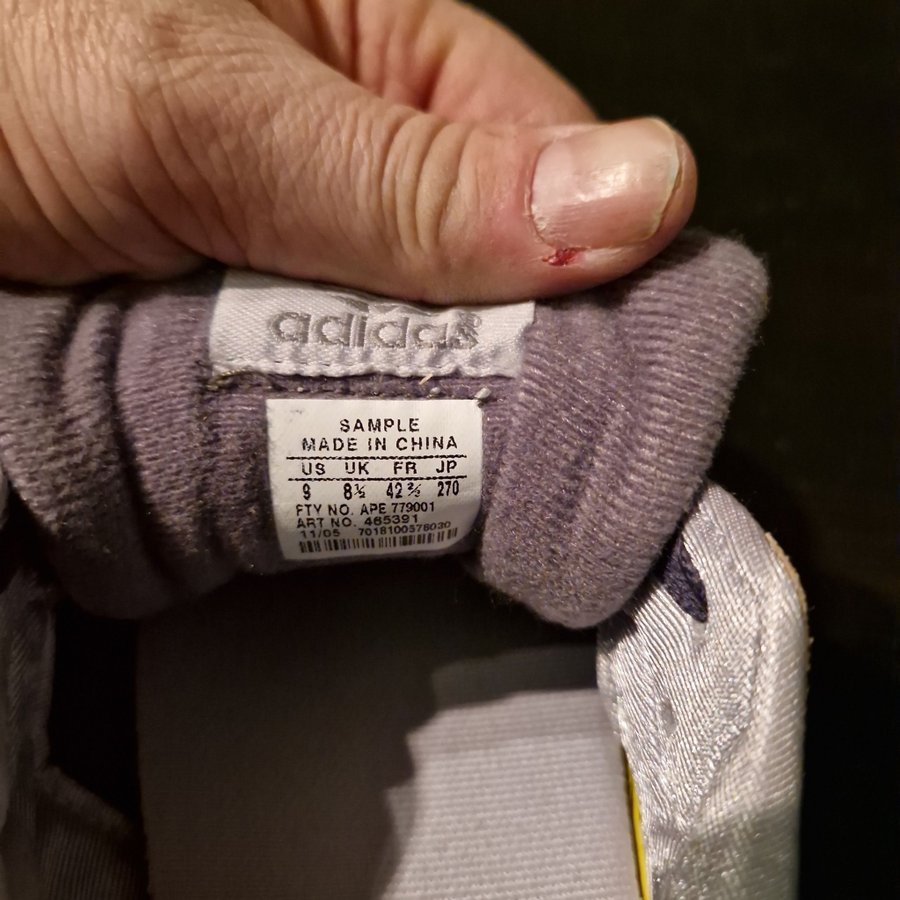 adidas
SAMPLE
MADE IN CHINA
US UK FR JP
9 8½ 42⅔ 270
FTY NO. APE 779001
ART NO. 465391
11/05 7018100578030